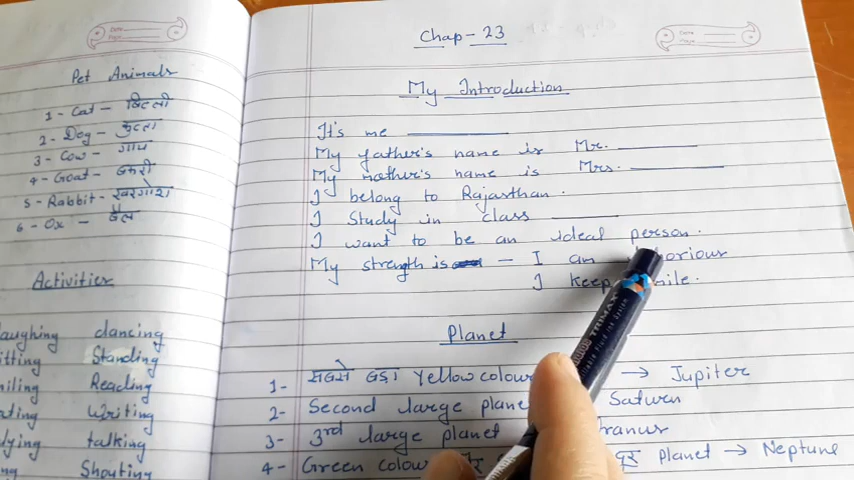 Pet Animals
1 - Cat - बिल्ली
2 - Dog - कुत्ता
3 - Cow - गाय
4 - Goat - बकरी
5 - Rabbit - खरगोश
6 - Ox - बैल
Activities
laughing dancing
Standing
Reading
Writing
talking
Shouting
Chap - 23
My Introduction
It's me
My father's name is Mr.
My mother's name is Mrs.
I belong to Rajasthan.
I Study in class
I want to be an ideal person.
My strength is - I am
I keep
Planet
1- सबसे बड़ा Yellow colour → Jupiter
2- Second large Saturn
3- 3rd large planet
4- Green दूर planet → Neptune
TRIMAX